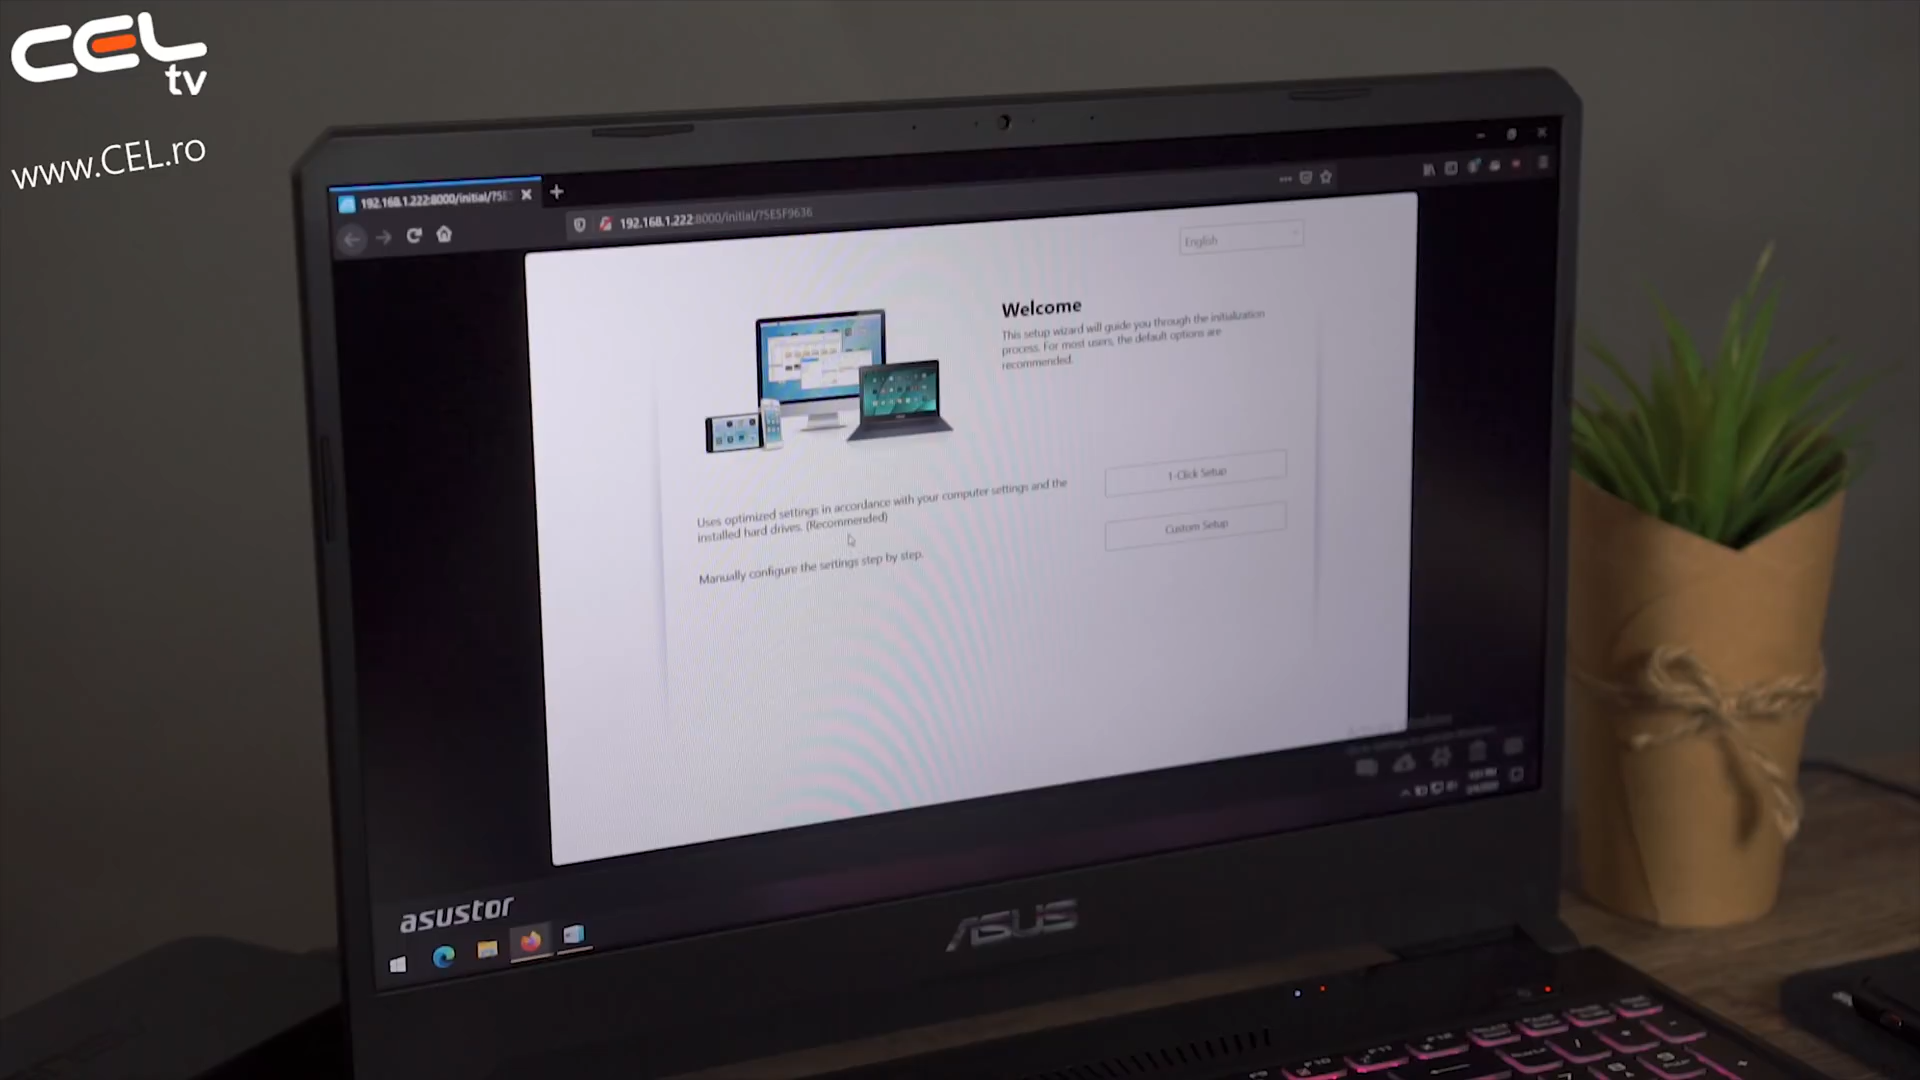 CEL
tv
www.CEL.ro
192.168.1.222:8000/initial/?5E5
192.168.1.222:8000/initial/?5E5F9636
English
Welcome
This setup wizard will guide you through the initialization
process. For most users, the default options are
recommended.
Uses optimized settings in accordance with your computer settings and the
installed hard drives. (Recommended)
1-Click Setup
Manually configure the settings step by step.
Custom Setup
asustor
ASUS